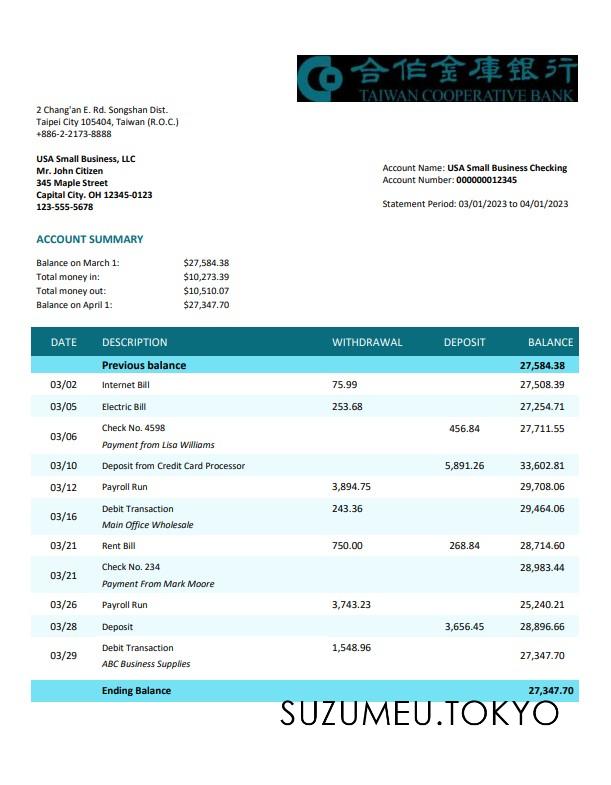 合作金庫銀行
TAIWAN COOPERATIVE BANK
2 Chang'an E. Rd. Songshan Dist.
Taipei City 105404, Taiwan (R.O.C.)
+886-2-2173-8888
USA Small Business, LLC
Mr. John Citizen
345 Maple Street
Capital City. OH 12345-0123
123-555-5678
Account Name: USA Small Business Checking
Account Number: 000000012345
Statement Period: 03/01/2023 to 04/01/2023
ACCOUNT SUMMARY
Balance on March 1: $27,584.38
Total money in: $10,273.39
Total money out: $10,510.07
Balance on April 1: $27,347.70
DATE DESCRIPTION WITHDRAWAL DEPOSIT BALANCE
Previous balance 27,584.38
03/02 Internet Bill 75.99 27,508.39
03/05 Electric Bill 253.68 27,254.71
03/06 Check No. 4598 456.84 27,711.55
Payment from Lisa Williams
03/10 Deposit from Credit Card Processor 5,891.26 33,602.81
03/12 Payroll Run 3,894.75 29,708.06
03/16 Debit Transaction 243.36 29,464.06
Main Office Wholesale
03/21 Rent Bill 750.00 268.84 28,714.60
03/21 Check No. 234 28,983.44
Payment From Mark Moore
03/26 Payroll Run 3,743.23 25,240.21
03/28 Deposit 3,656.45 28,896.66
03/29 Debit Transaction 1,548.96 27,347.70
ABC Business Supplies
Ending Balance 27,347.70
SUZUMEU.TOKYO